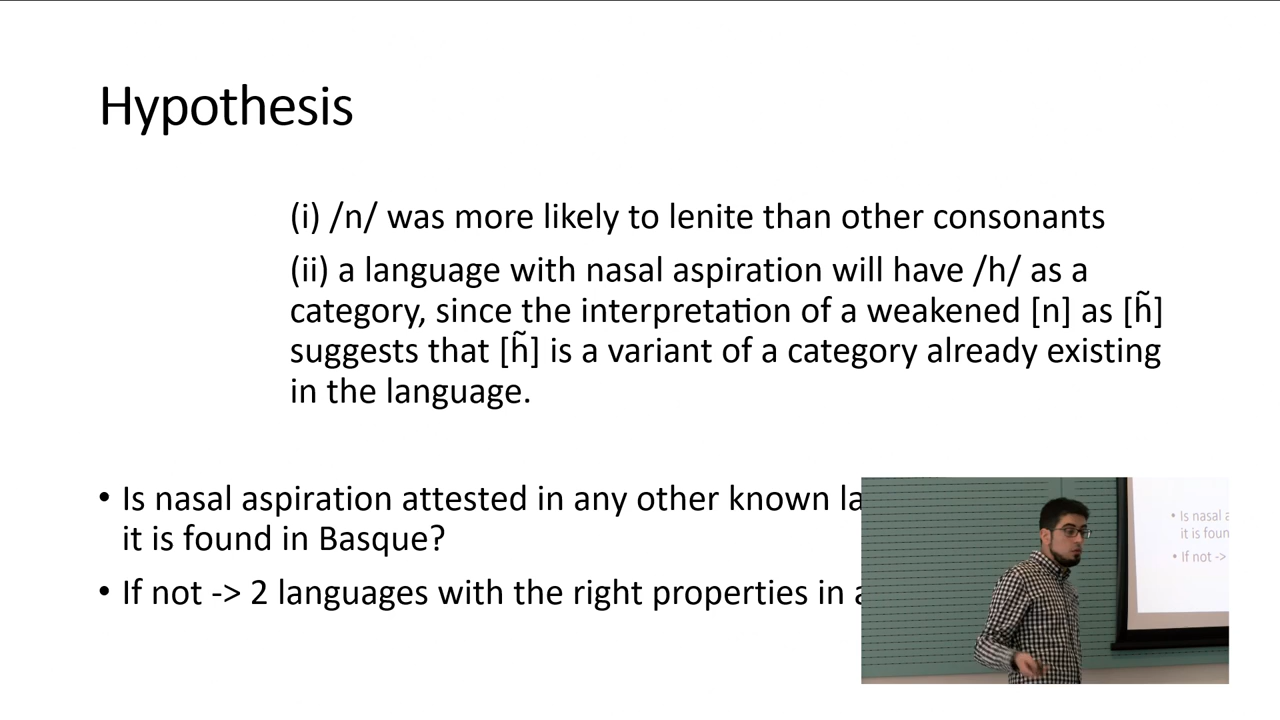 Hypothesis
(i) /n/ was more likely to lenite than other consonants
(ii) a language with nasal aspiration will have /h/ as a
category, since the interpretation of a weakened [n] as [h̃]
suggests that [h̃] is a variant of a category already existing
in the language.
• Is nasal aspiration attested in any other known
it is found in Basque?
• If not -> 2 languages with the right properties in
• Is nasal
it is
• If not ->